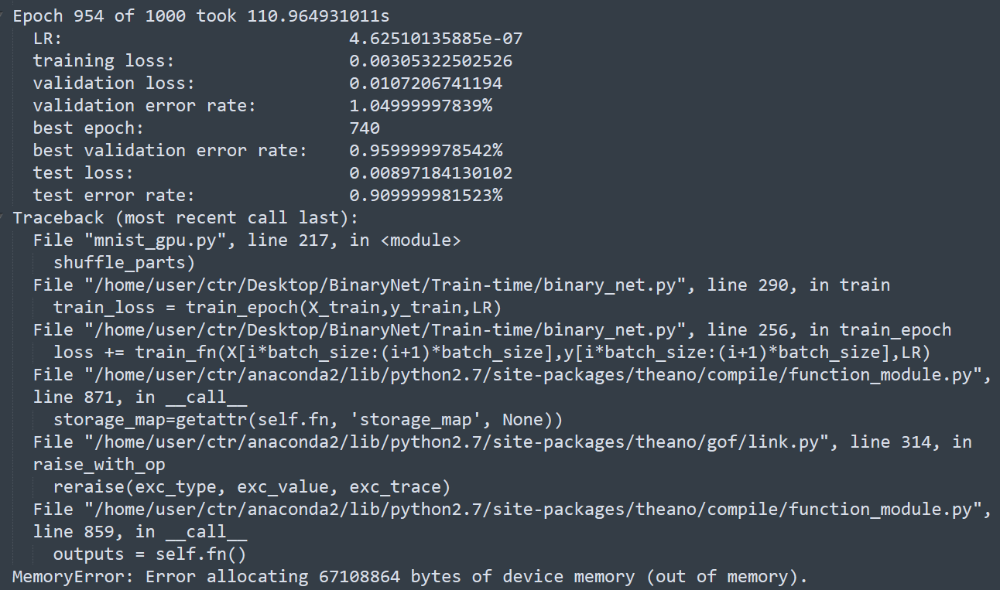 Epoch 954 of 1000 took 110.964931011s
LR: 4.62510135885e-07
training loss: 0.00305322502526
validation loss: 0.0107206741194
validation error rate: 1.04999997839%
best epoch: 740
best validation error rate: 0.959999978542%
test loss: 0.00897184130102
test error rate: 0.909999981523%
Traceback (most recent call last):
File "mnist_gpu.py", line 217, in <module>
shuffle_parts)
File "/home/user/ctr/Desktop/BinaryNet/Train-time/binary_net.py", line 290, in train
train_loss = train_epoch(X_train,y_train,LR)
File "/home/user/ctr/Desktop/BinaryNet/Train-time/binary_net.py", line 256, in train_epoch
loss += train_fn(X[i*batch_size:(i+1)*batch_size],y[i*batch_size:(i+1)*batch_size],LR)
File "/home/user/ctr/anaconda2/lib/python2.7/site-packages/theano/compile/function_module.py",
line 871, in __call__
storage_map=getattr(self.fn, 'storage_map', None))
File "/home/user/ctr/anaconda2/lib/python2.7/site-packages/theano/gof/link.py", line 314, in
raise_with_op
reraise(exc_type, exc_value, exc_trace)
File "/home/user/ctr/anaconda2/lib/python2.7/site-packages/theano/compile/function_module.py",
line 859, in __call__
outputs = self.fn()
MemoryError: Error allocating 67108864 bytes of device memory (out of memory).